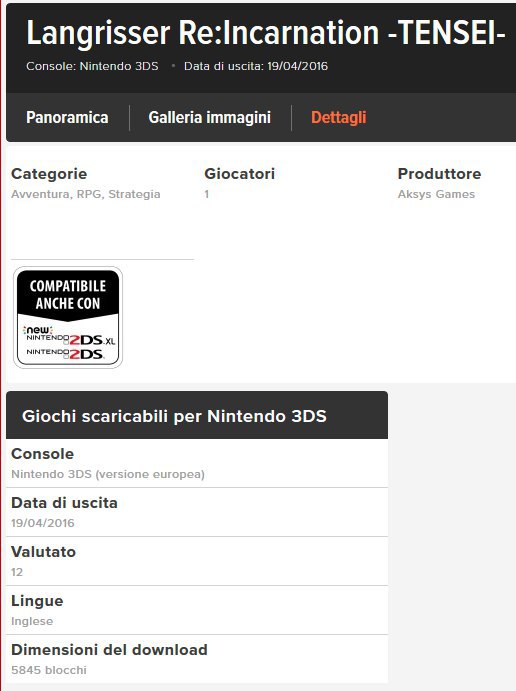 Langrisser Re:Incarnation -TENSEI-
Console: Nintendo 3DS • Data di uscita: 19/04/2016
Panoramica Galleria immagini Dettagli
Categorie Giocatori Produttore
Avventura, RPG, Strategia 1 Aksys Games
COMPATIBILE
ANCHE CON
new
NINTENDO 2DS XL
NINTENDO 2DS
Giochi scaricabili per Nintendo 3DS
Console
Nintendo 3DS (versione europea)
Data di uscita
19/04/2016
Valutato
12
Lingue
Inglese
Dimensioni del download
5845 blocchi